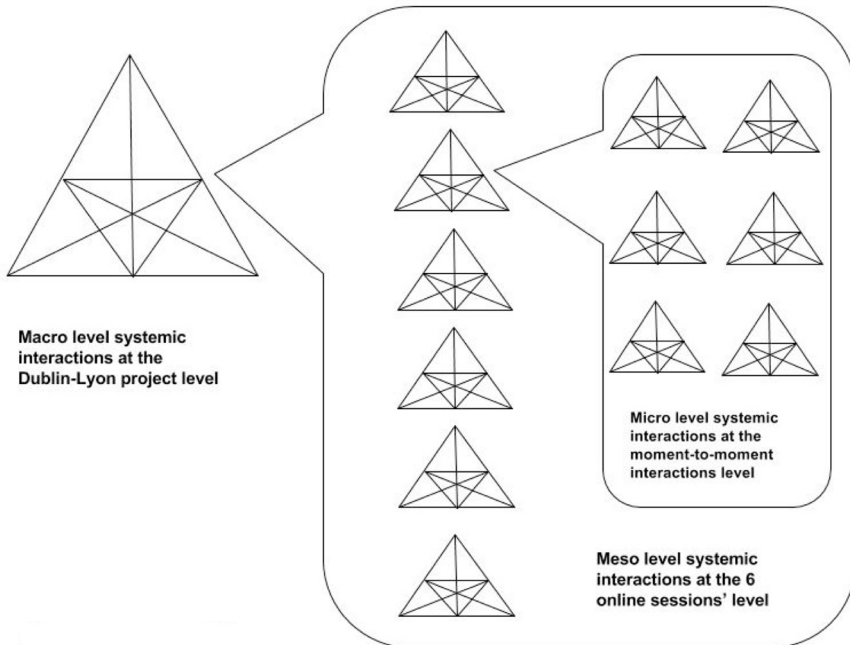 Macro level systemic
interactions at the
Dublin-Lyon project level
Micro level systemic
interactions at the
moment-to-moment
interactions level
Meso level systemic
interactions at the 6
online sessions' level